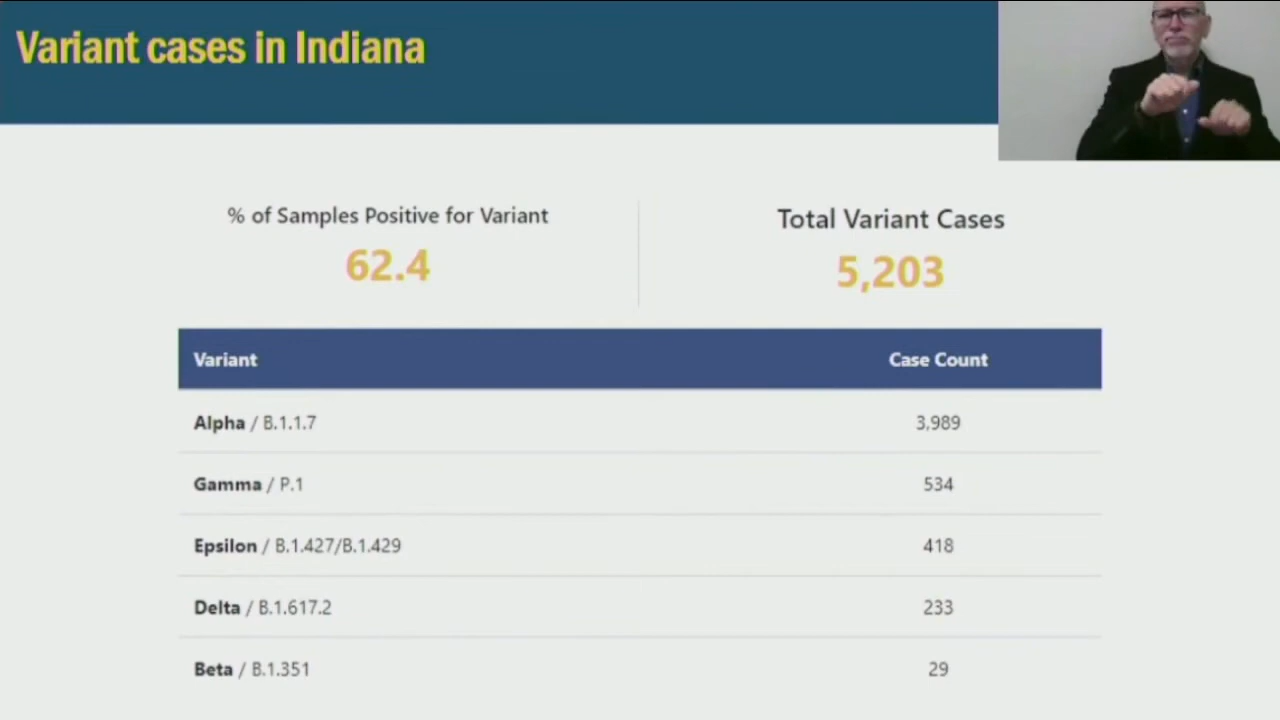 Variant cases in Indiana
% of Samples Positive for Variant
62.4
Total Variant Cases
5,203
Variant Case Count
Alpha / B.1.1.7 3,989
Gamma / P.1 534
Epsilon / B.1.427/B.1.429 418
Delta / B.1.617.2 233
Beta / B.1.351 29